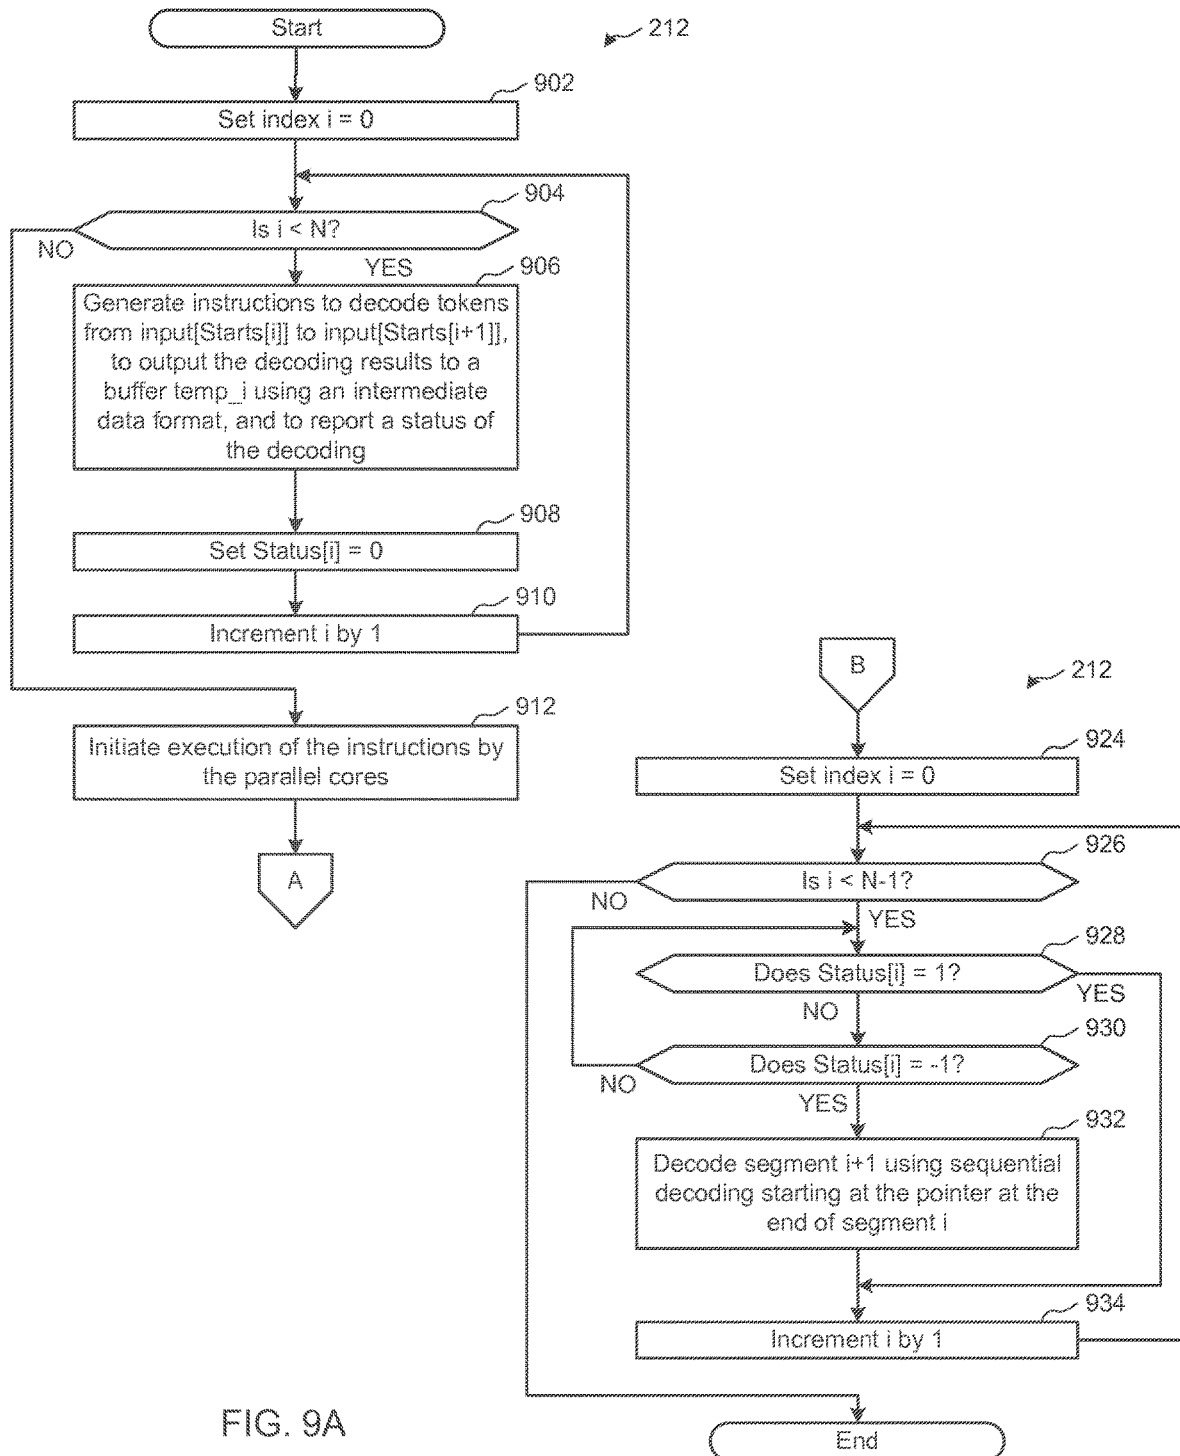 Start
212
902
Set index i = 0
904
Is i < N?
NO
YES
906
Generate instructions to decode tokens
from input[Starts[i]] to input[Starts[i+1]],
to output the decoding results to a
buffer temp_i using an intermediate
data format, and to report a status of
the decoding
908
Set Status[i] = 0
910
Increment i by 1
912
Initiate execution of the instructions by
the parallel cores
A
B
212
924
Set index i = 0
926
Is i < N-1?
NO
YES
928
Does Status[i] = 1?
YES
NO
930
Does Status[i] = -1?
NO
YES
932
Decode segment i+1 using sequential
decoding starting at the pointer at the
end of segment i
934
Increment i by 1
End
FIG. 9A